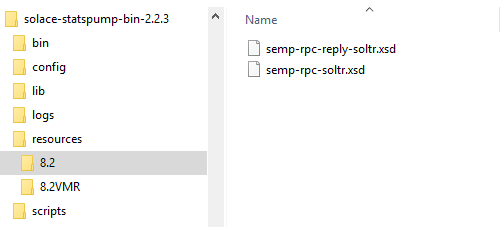 solace-statspump-bin-2.2.3
bin
config
lib
logs
resources
8.2
8.2VMR
scripts
Name
semp-rpc-reply-soltr.xsd
semp-rpc-soltr.xsd